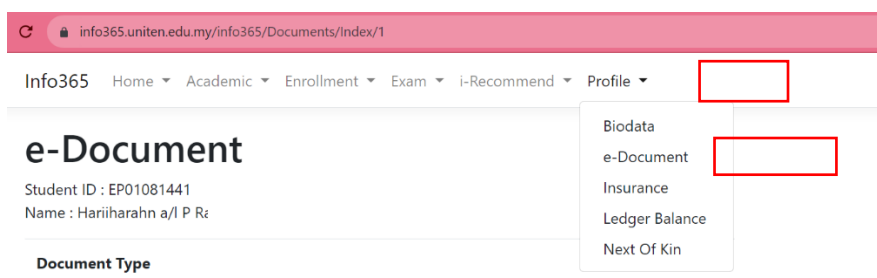 info365.uniten.edu.my/info365/Documents/Index/1
Info365 Home Academic Enrollment Exam i-Recommend Profile
Biodata
e-Document
Insurance
Ledger Balance
Next Of Kin
e-Document
Student ID : EP01081441
Name : Hariiharahn a/l P
Document Type